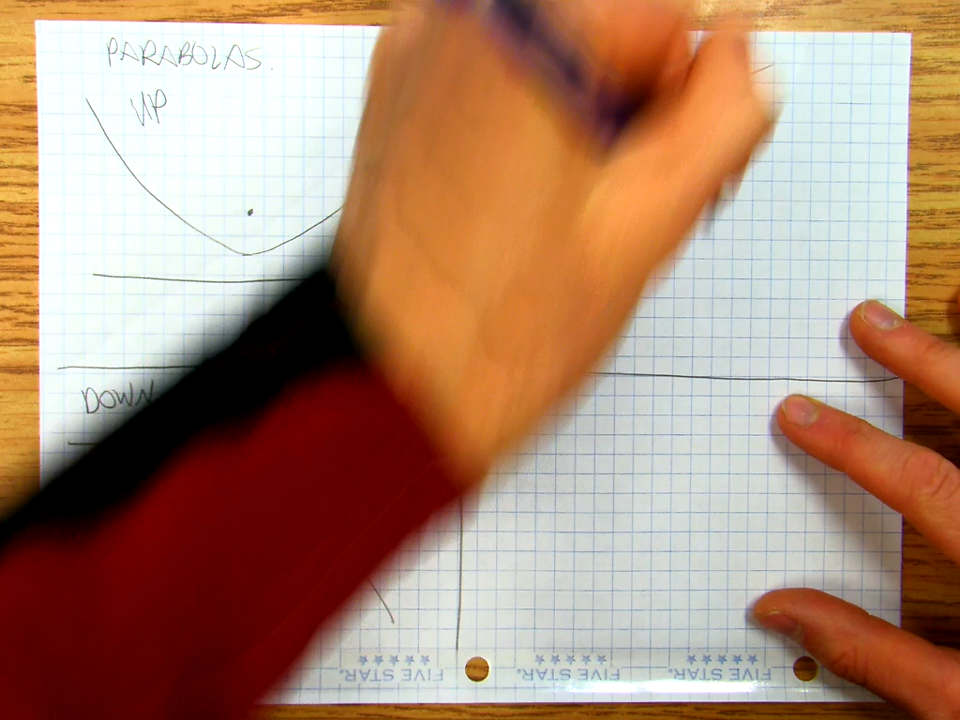 PARABOLAS.
UP
DOWN
FIVE STAR.
FIVE STAR.
FIVE STAR.